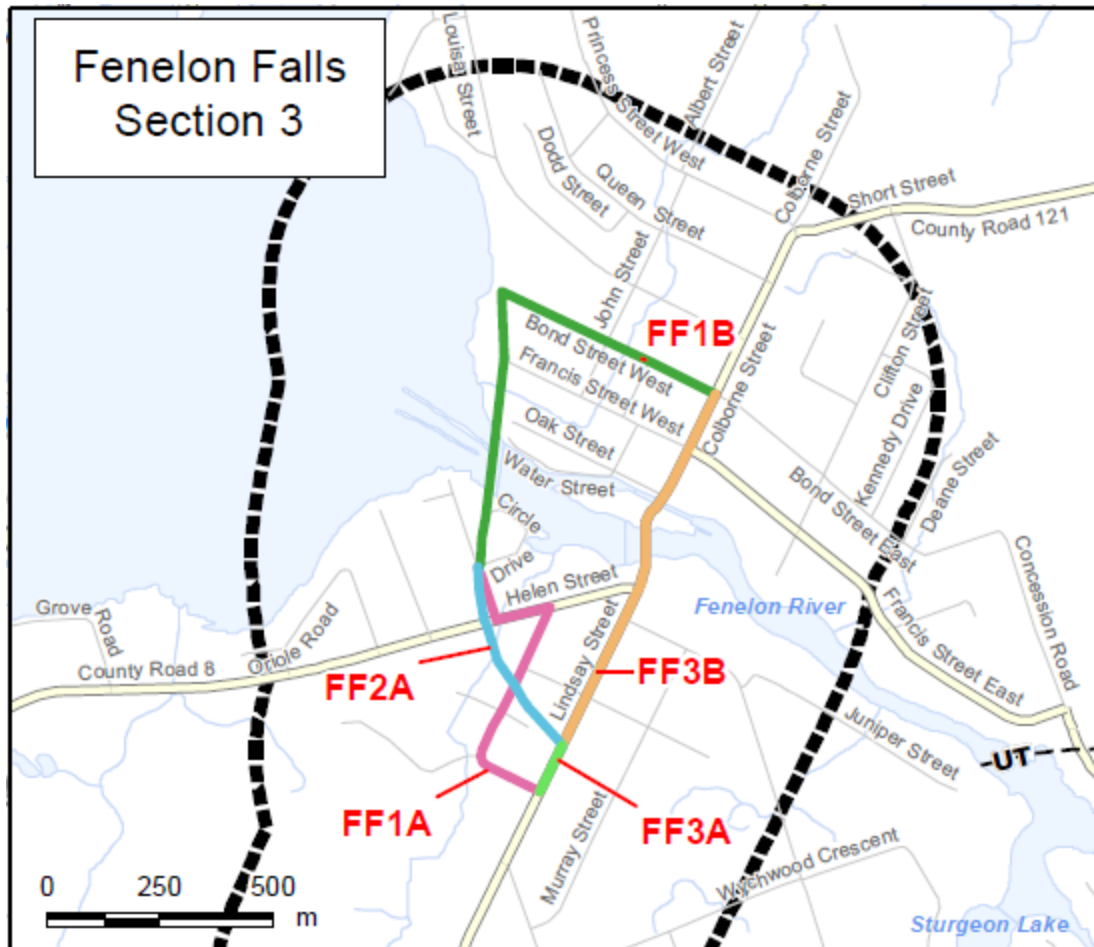 Fenelon Falls
Section 3
Louisa Street
Princess Street West
Albert Street
Colborne Street
Dodd Street
Queen Street
Short Street
County Road 121
John Street
FF1B
Bond Street West
Francis Street West
Colborne Street
Clifton Street
Kennedy Drive
Deane Street
Oak Street
Water Street
Bond Street East
Circle
Drive
Helen Street
Fenelon River
Concession Road
Francis Street East
Grove
Road
Oriole Road
County Road 8
FF2A
Lindsay Street
FF3B
Juniper Street
UT
FF1A
FF3A
Murray Street
Wychwood Crescent
0 250 500
m
Sturgeon Lake